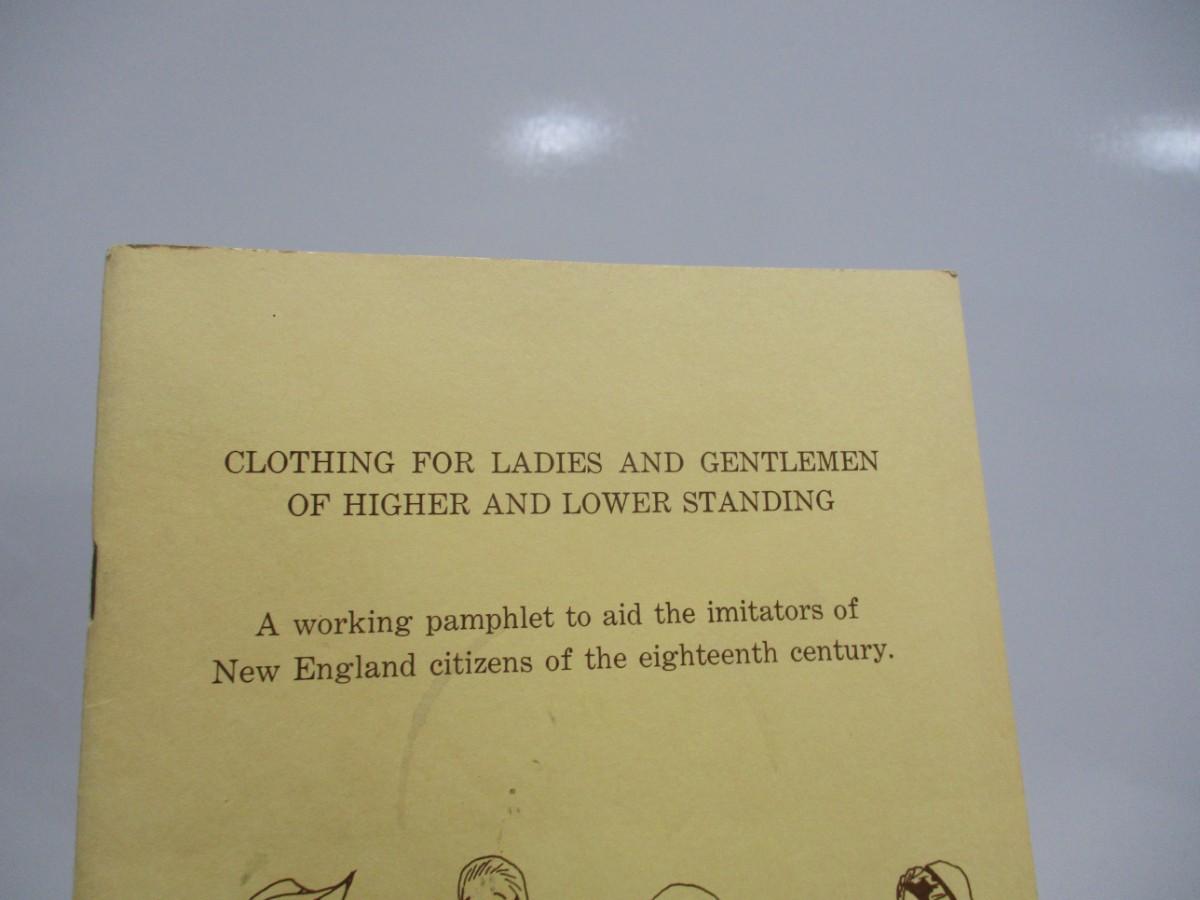 CLOTHING FOR LADIES AND GENTLEMEN
OF HIGHER AND LOWER STANDING
A working pamphlet to aid the imitators of
New England citizens of the eighteenth century.